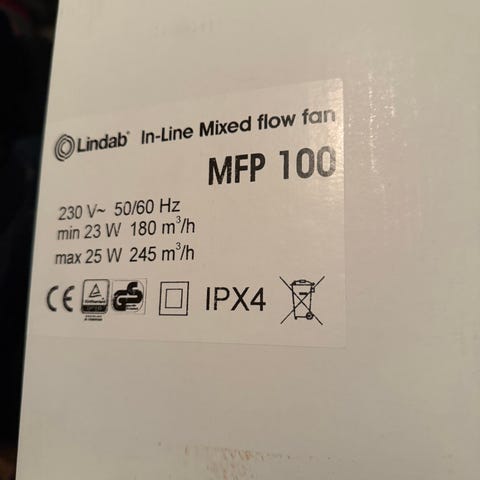 Lindab® In-Line Mixed flow fan
MFP 100
230 V~ 50/60 Hz
min 23 W 180 m³/h
max 25 W 245 m³/h
CE GS IPX4